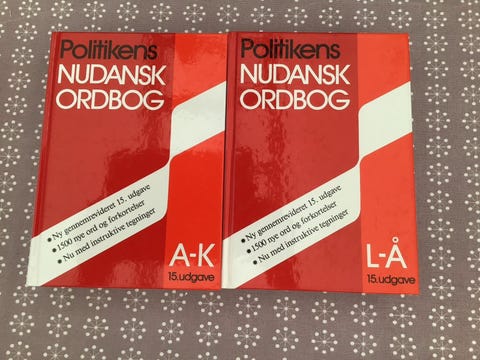 Politikens
NUDANSK
ORDBOG
• Ny gennemrevideret 15. udgave
• 1500 nye ord og forkortelser
• Nu med instruktive tegninger
A-K
15. udgave
Politikens
NUDANSK
ORDBOG
• Ny gennemrevideret 15. udgave
• 1500 nye ord og forkortelser
• Nu med instruktive tegninger
L-Å
15. udgave